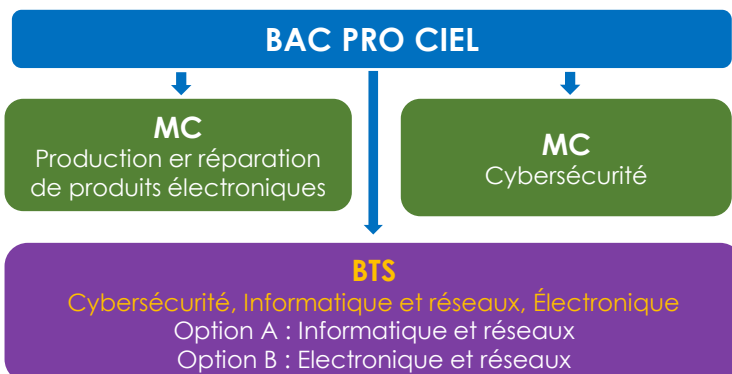 BAC PRO CIEL
MC
Production er réparation
de produits électroniques
MC
Cybersécurité
BTS
Cybersécurité, Informatique et réseaux, Électronique
Option A : Informatique et réseaux
Option B : Electronique et réseaux